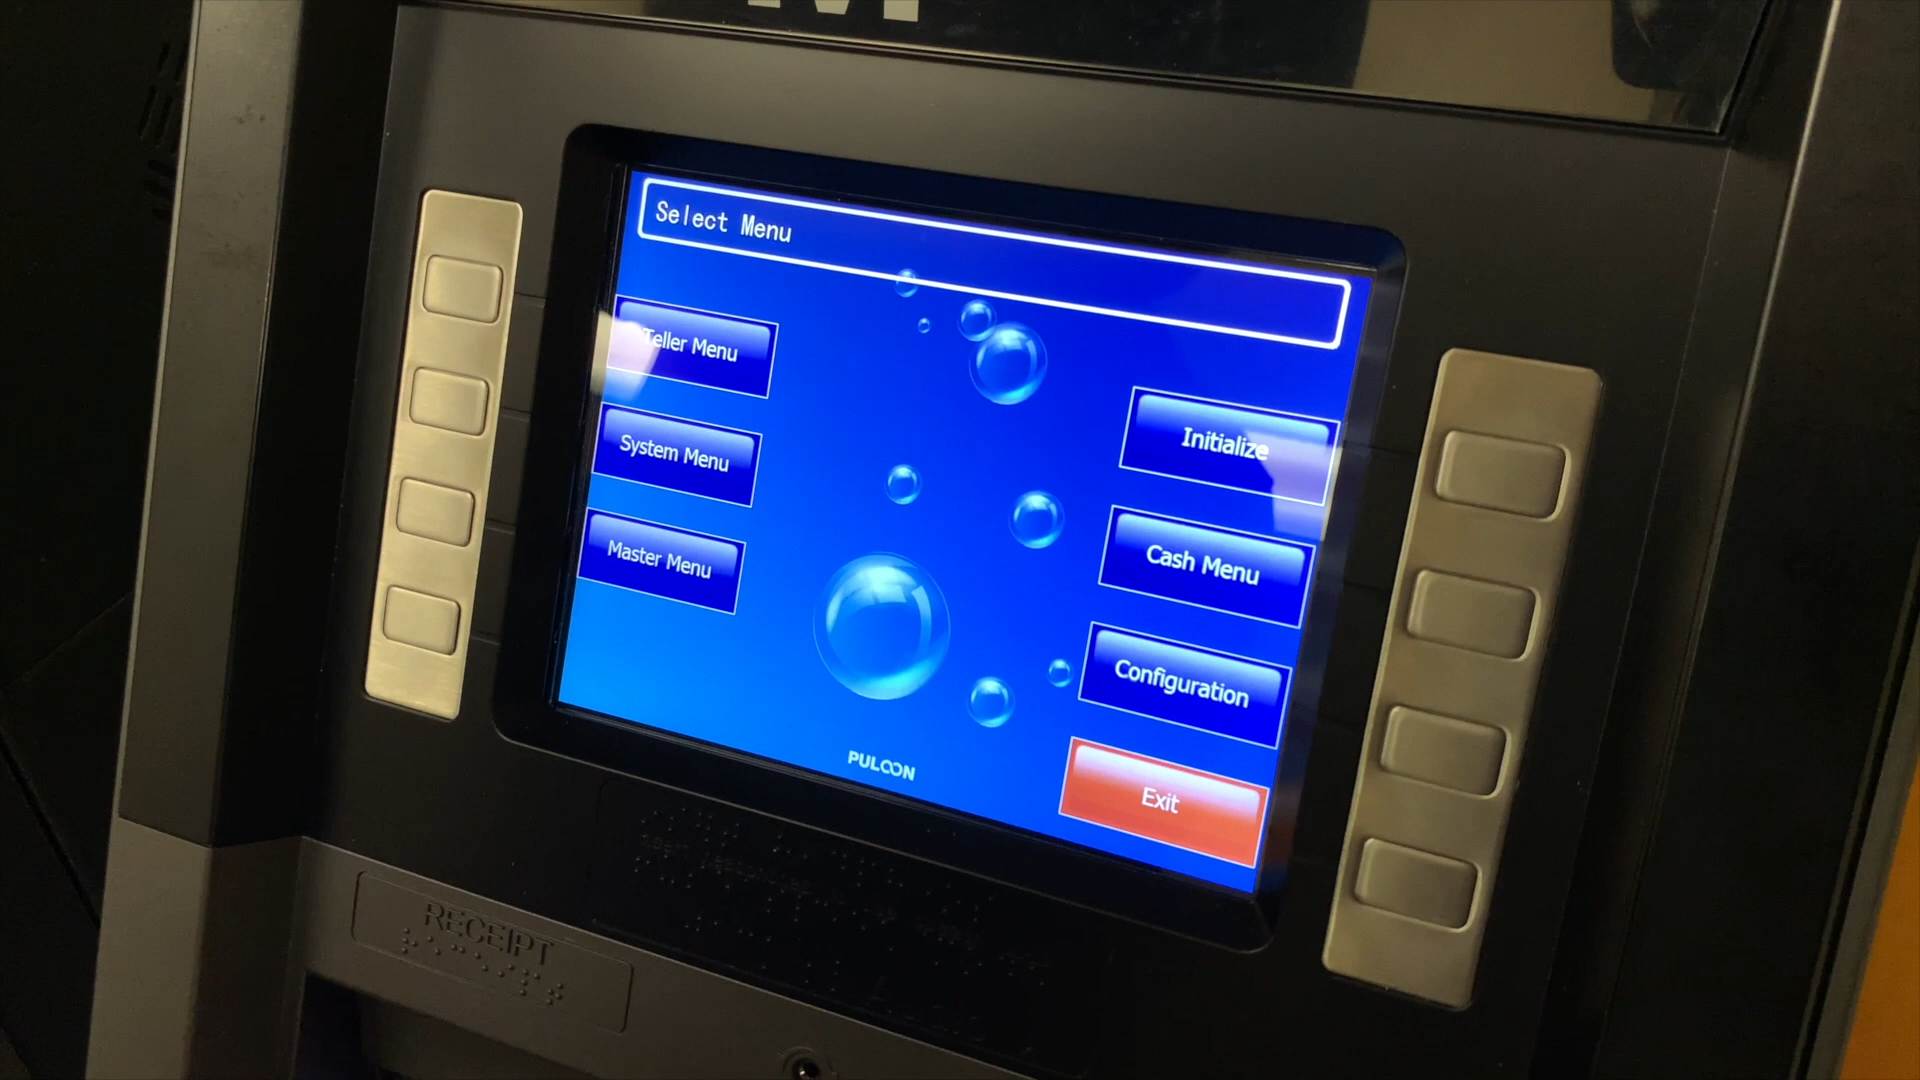 Select Menu
Teller Menu
System Menu
Master Menu
Initialize
Cash Menu
Configuration
Exit
PULOON
RECEIPT